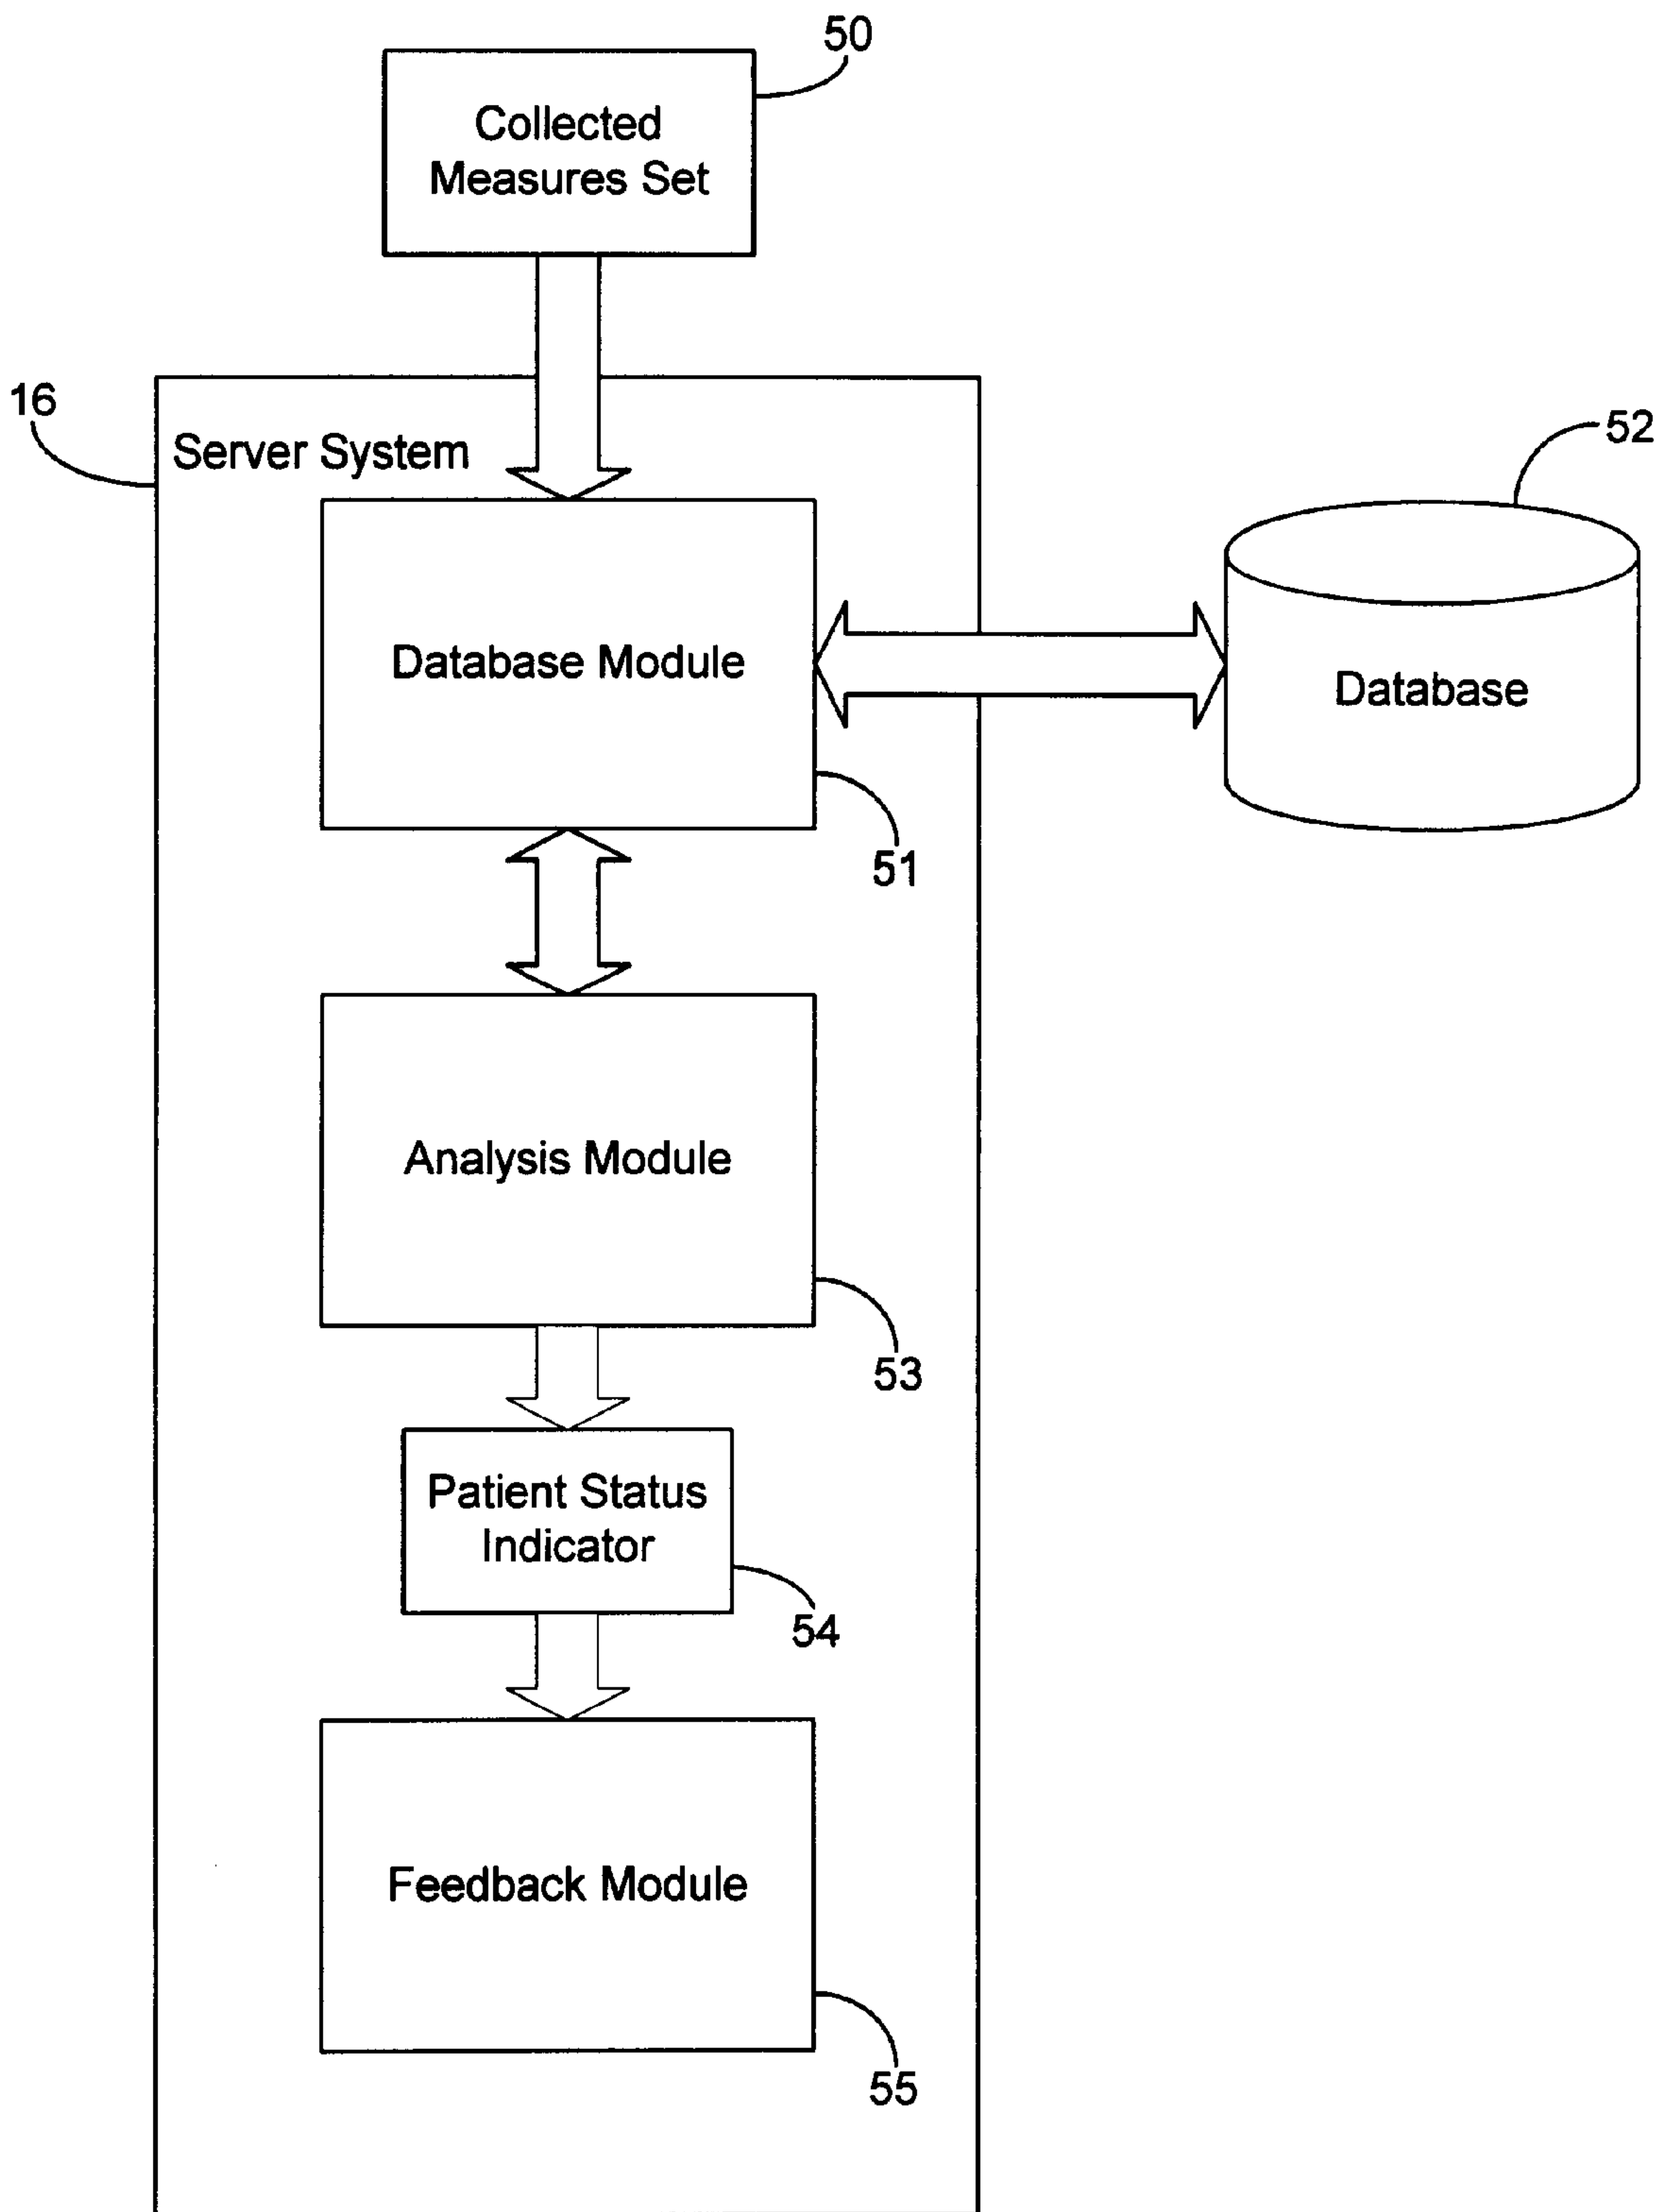 50
Collected
Measures Set
16
Server System
52
Database Module
Database
51
Analysis Module
53
Patient Status
Indicator
54
Feedback Module
55